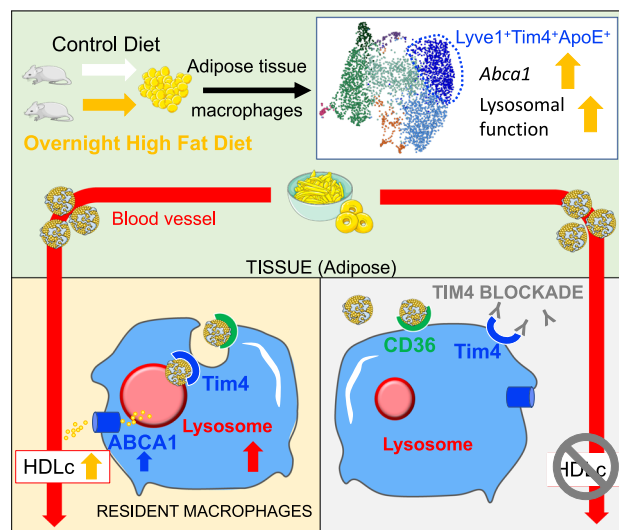 Control Diet
Adipose tissue
macrophages
Overnight High Fat Diet
Lyve1⁺Tim4⁺ApoE⁺
Abca1
Lysosomal
function
Blood vessel
TISSUE (Adipose)
Tim4
ABCA1
Lysosome
HDLc
RESIDENT MACROPHAGES
TIM4 BLOCKADE
CD36
Tim4
Lysosome
HDLc